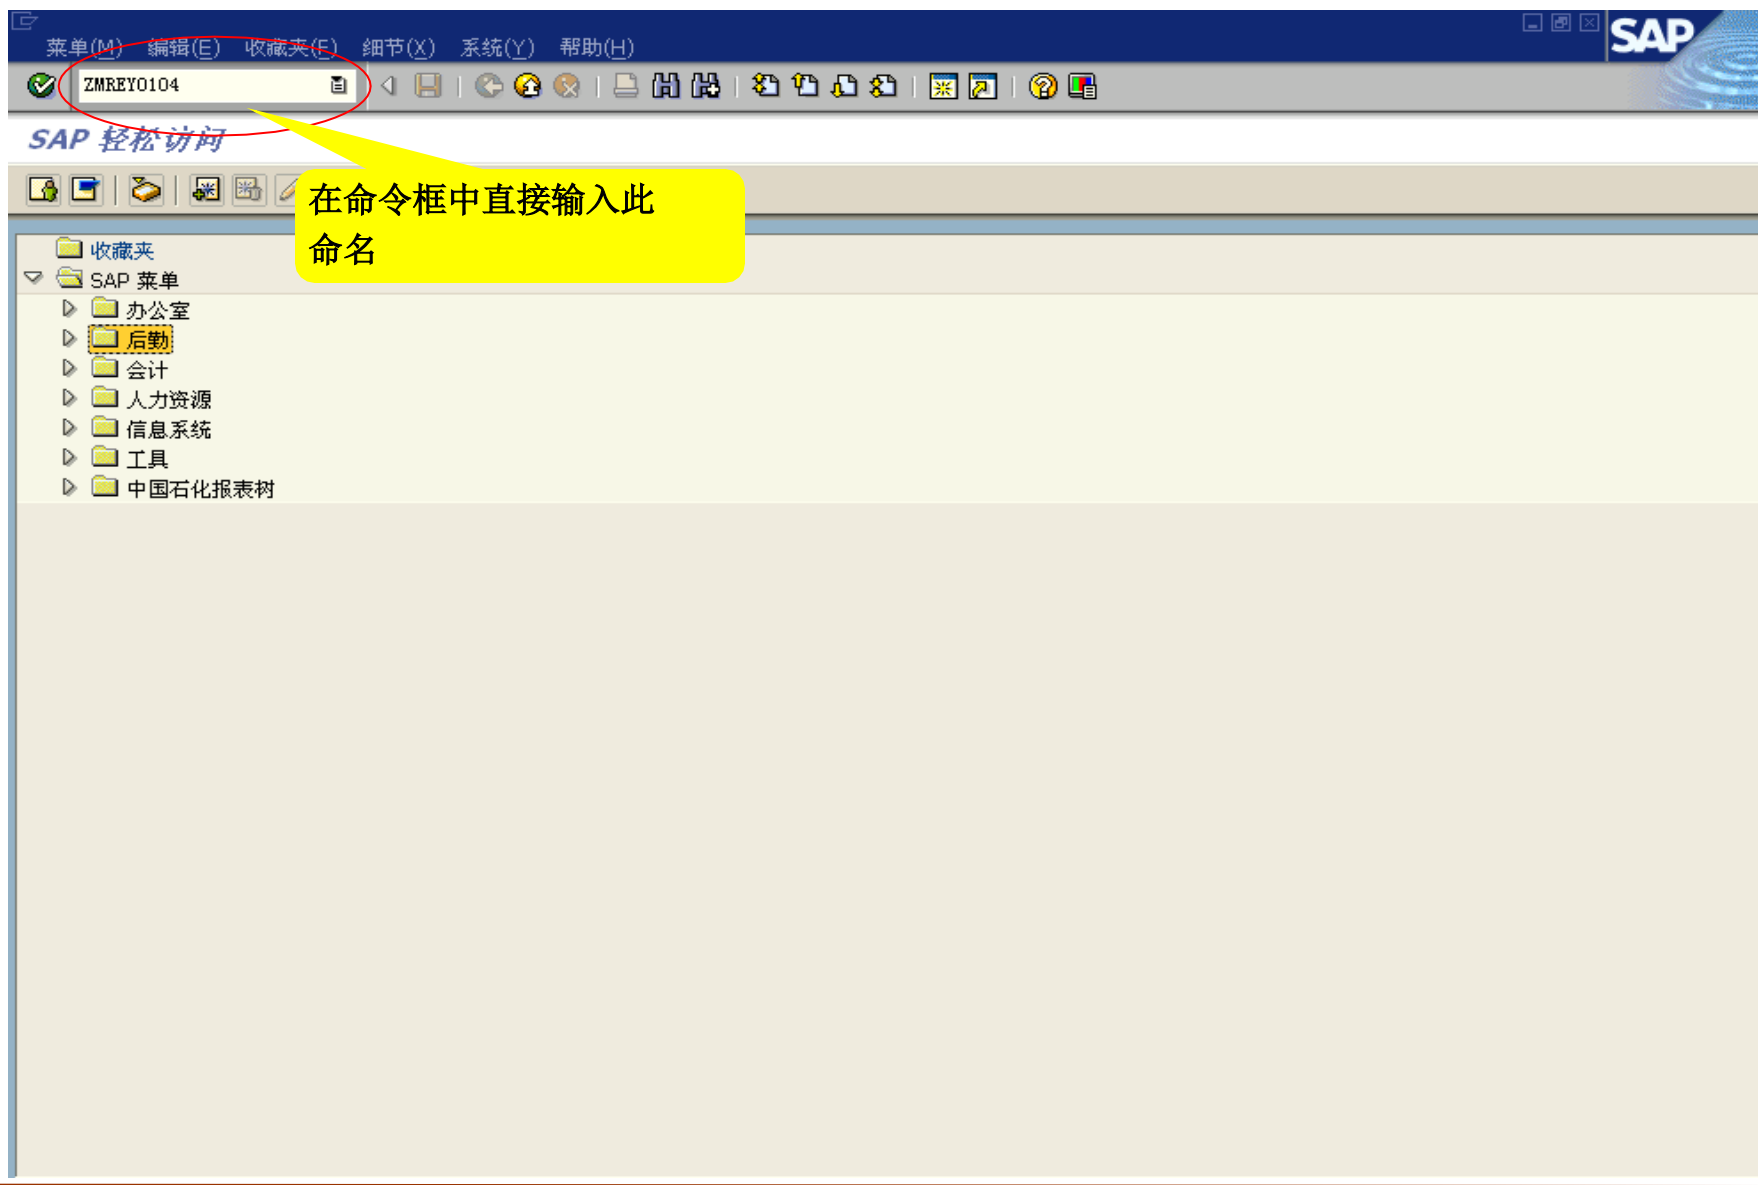 菜单(M) 编辑(E) 收藏夹(F) 细节(X) 系统(Y) 帮助(H)
SAP
ZMREY0104
SAP 轻松访问
在命令框中直接输入此
命名
收藏夹
SAP 菜单
办公室
后勤
会计
人力资源
信息系统
工具
中国石化报表树